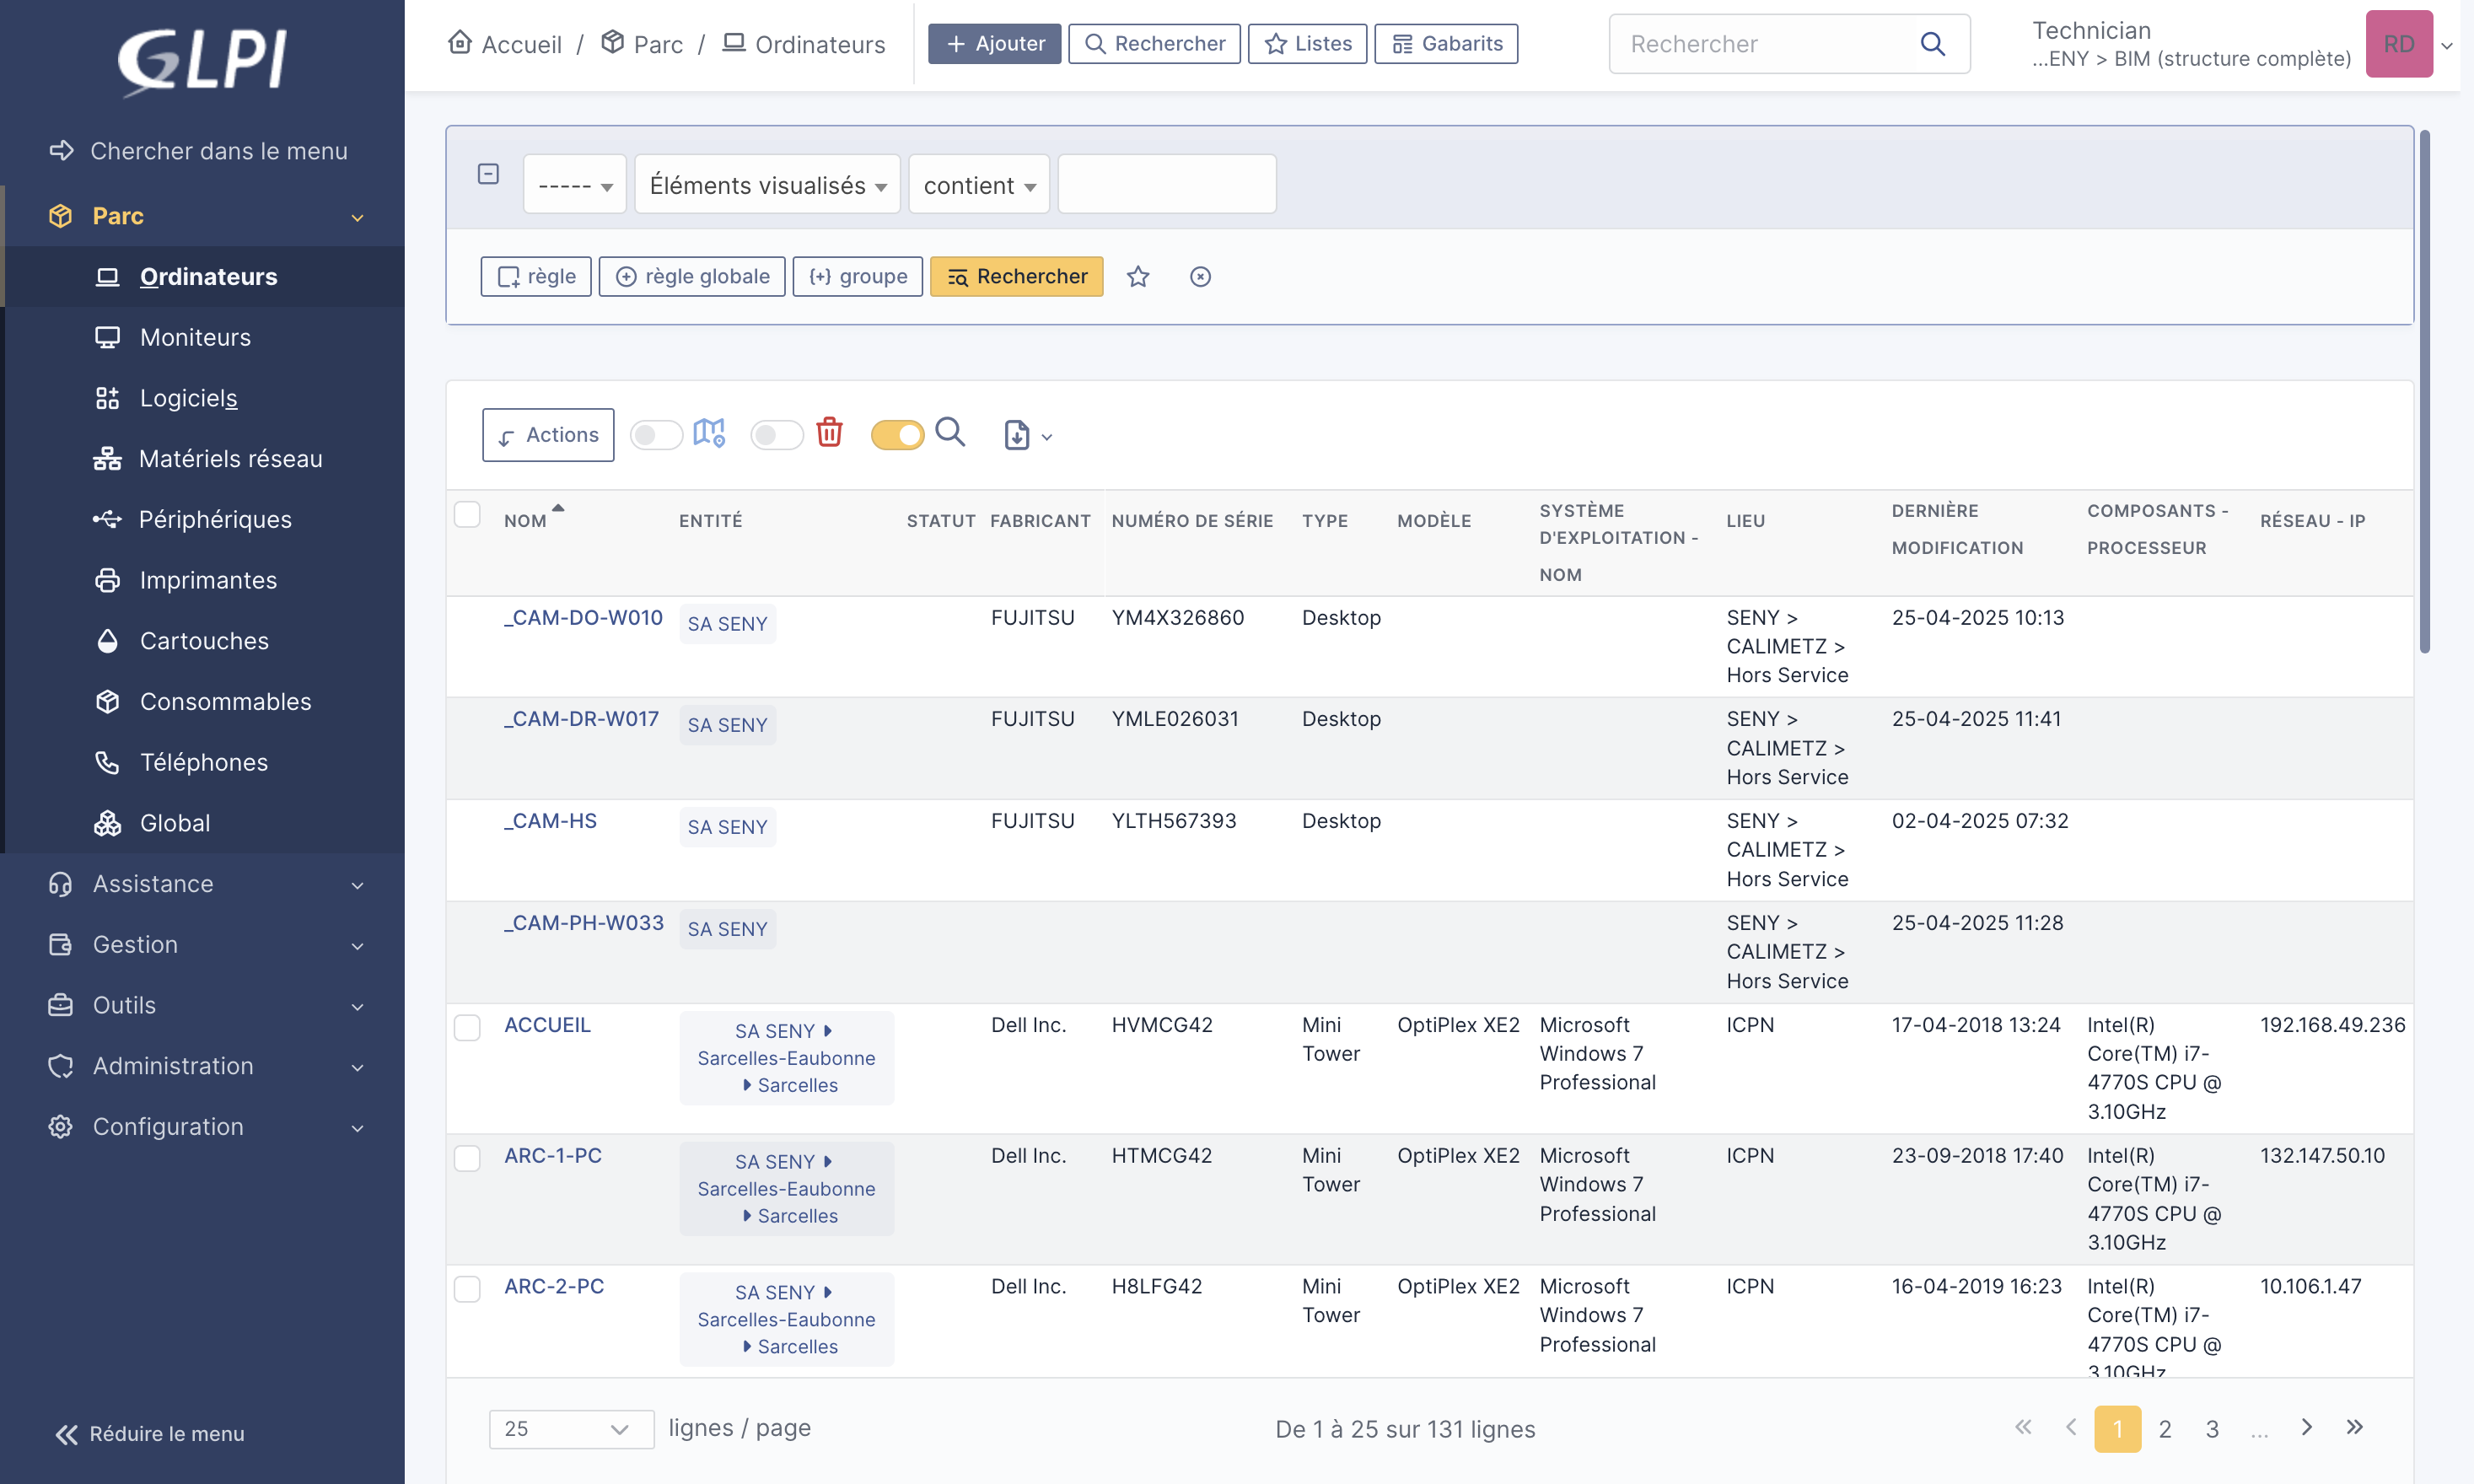 GLPI
Chercher dans le menu
Parc
Ordinateurs
Moniteurs
Logiciels
Matériels réseau
Périphériques
Imprimantes
Cartouches
Consommables
Téléphones
Global
Assistance
Gestion
Outils
Administration
Configuration
Réduire le menu
Accueil / Parc / Ordinateurs
+ Ajouter Rechercher Listes Gabarits
Rechercher
Technician
...ENY > BIM (structure complète)
RD
----- Éléments visualisés contient
règle règle globale groupe Rechercher
Actions
NOM ENTITÉ STATUT FABRICANT NUMÉRO DE SÉRIE TYPE MODÈLE SYSTÈME D'EXPLOITATION - NOM LIEU DERNIÈRE MODIFICATION COMPOSANTS - PROCESSEUR RÉSEAU - IP
_CAM-DO-W010 SA SENY FUJITSU YM4X326860 Desktop SENY > 25-04-2025 10:13
CALIMETZ >
Hors Service
_CAM-DR-W017 SA SENY FUJITSU YMLE026031 Desktop SENY > 25-04-2025 11:41
CALIMETZ >
Hors Service
_CAM-HS SA SENY FUJITSU YLTH567393 Desktop SENY > 02-04-2025 07:32
CALIMETZ >
Hors Service
_CAM-PH-W033 SA SENY SENY > 25-04-2025 11:28
CALIMETZ >
Hors Service
ACCUEIL SA SENY Dell Inc. HVMCG42 Mini OptiPlex XE2 Microsoft ICPN 17-04-2018 13:24 Intel(R) 192.168.49.236
Sarcelles-Eaubonne Tower Windows 7 Core(TM) i7-
Sarcelles Professional 4770S CPU @
3.10GHz
ARC-1-PC SA SENY Dell Inc. HTMCG42 Mini OptiPlex XE2 Microsoft ICPN 23-09-2018 17:40 Intel(R) 132.147.50.10
Sarcelles-Eaubonne Tower Windows 7 Core(TM) i7-
Sarcelles Professional 4770S CPU @
3.10GHz
ARC-2-PC SA SENY Dell Inc. H8LFG42 Mini OptiPlex XE2 Microsoft ICPN 16-04-2019 16:23 Intel(R) 10.106.1.47
Sarcelles-Eaubonne Tower Windows 7 Core(TM) i7-
Sarcelles Professional 4770S CPU @
3.10GHz
25 lignes / page De 1 à 25 sur 131 lignes « ‹ 1 2 3 ... › »